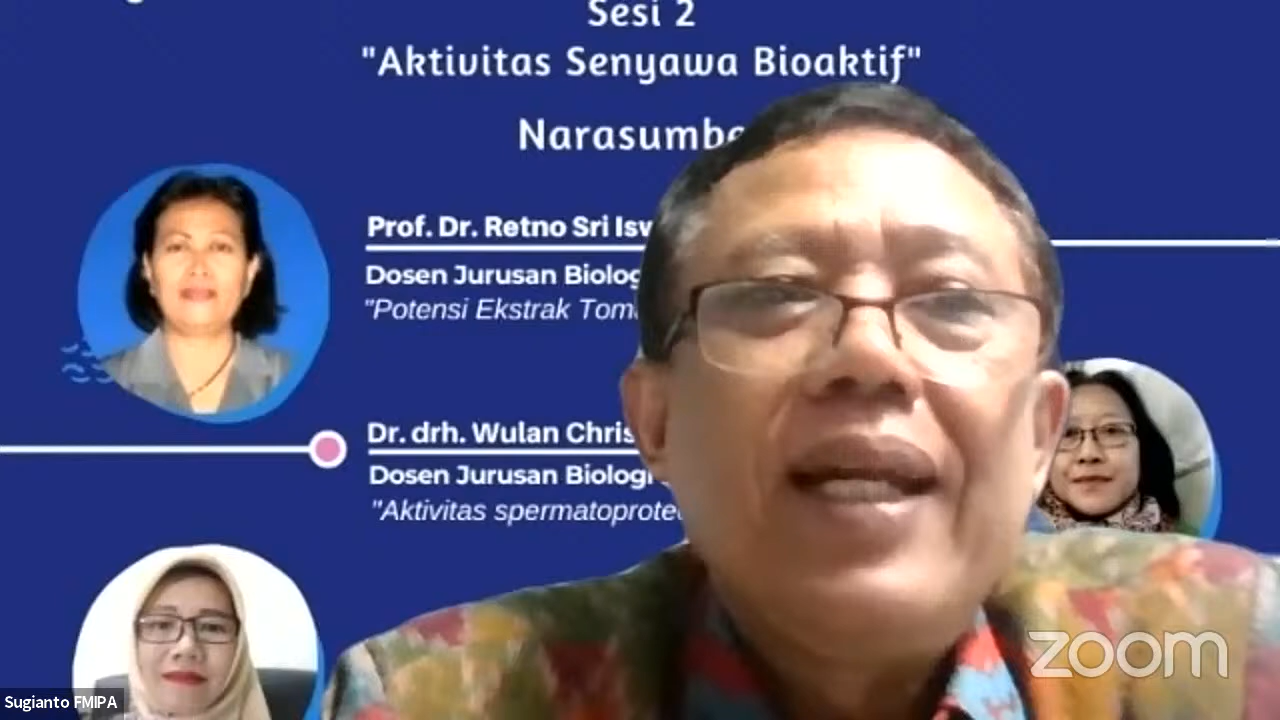 Sesi 2
"Aktivitas Senyawa Bioaktif"
Narasumbe
Prof. Dr. Retno Sri Isw
Dosen Jurusan Biolog
"Potensi Ekstrak Tom
Dr. drh. Wulan Chris
Dosen Jurusan Biologi
"Aktivitas spermatoprote
zoom
Sugianto FMIPA